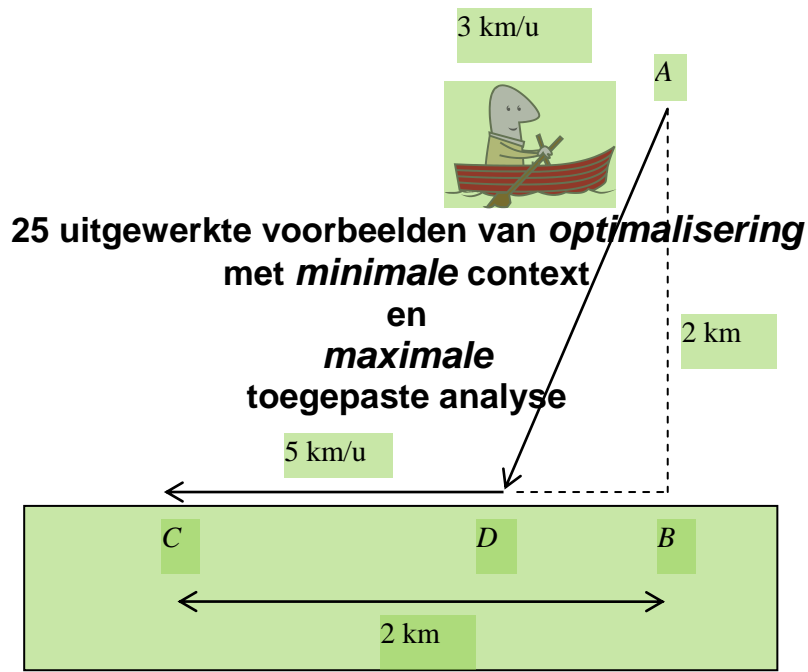 3 km/u
A
25 uitgewerkte voorbeelden van optimalisering
met minimale context
en
2 km
maximale
toegepaste analyse
5 km/u
C D B
2 km